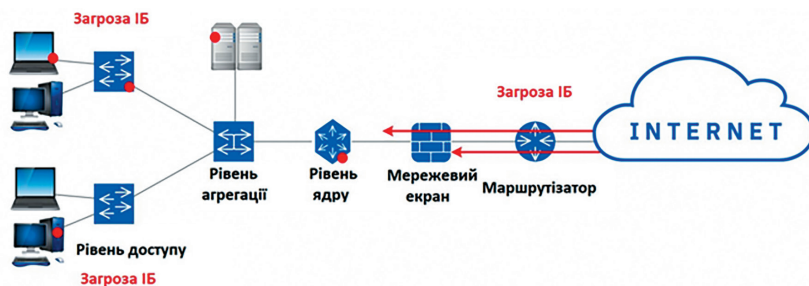 Загроза ІБ
Загроза ІБ
INTERNET
Рівень
агрегації
Рівень
ядру
Мережевий
екран
Маршрутізатор
Рівень доступу
Загроза ІБ